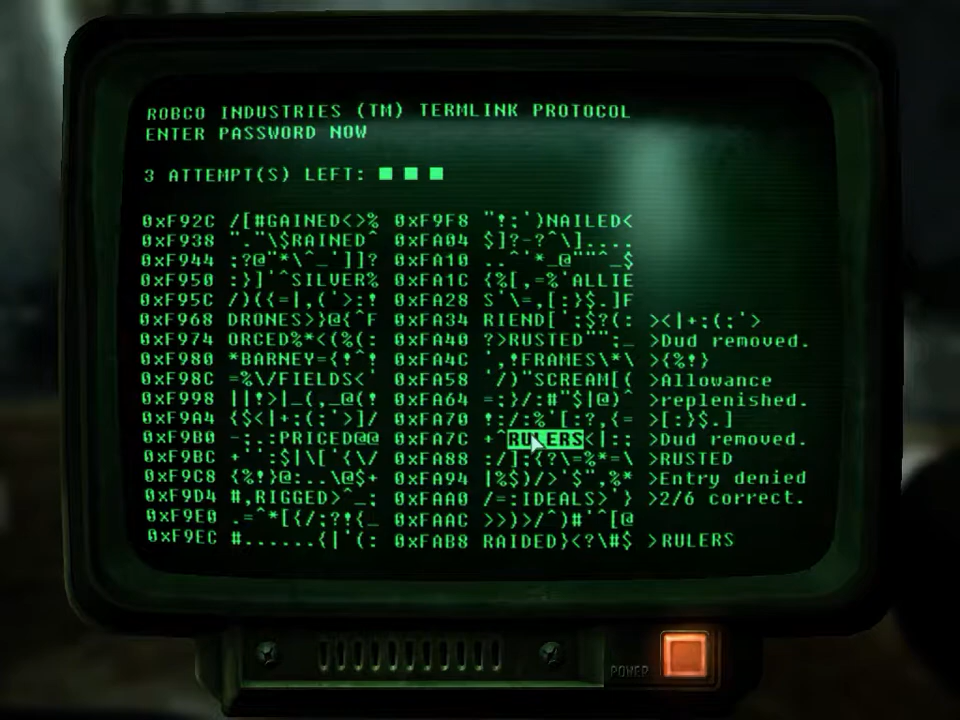 ROBCO INDUSTRIES (TM) TERMLINK PROTOCOL
ENTER PASSWORD NOW
3 ATTEMPT(S) LEFT: ■ ■ ■
0xF92C /[#GAINED<>% 0xF9F8 "!;')NAILED<
0xF938 "."\$RAINED^ 0xFA04 $]?-?^\]....
0xF944 ;?@"*\^_']]? 0xFA10 ..^'*_@""^_$
0xF950 :}]'^SILVER% 0xFA1C {%[,=%'ALLIE
0xF95C /)({=|,('>:! 0xFA28 S'\=,[:}$.]F
0xF968 DRONES>}@{^F 0xFA34 RIEND[';$?(: ><|+:(:'>
0xF974 ORCED%*<(%(: 0xFA40 ?>RUSTED"";_ >Dud removed.
0xF980 *BARNEY={!^! 0xFA4C ',!FRAMES\*\ >{%!}
0xF98C =%\/FIELDS<' 0xFA58 '/)"SCREAM[( >Allowance
0xF998 ||!>|_(,_@(! 0xFA64 =;}/:#"$|@)^ >replenished.
0xF9A4 {$<|+:(:'>]/ 0xFA70 !:/:%'[:?,{= >[:}$.]
0xF9B0 -;.:PRICED@@ 0xFA7C +^RULERS<|:: >Dud removed.
0xF9BC +'':$|\['{\/ 0xFA88 :/];{?\=%*=\ >RUSTED
0xF9C8 {%!}@:..\@$+ 0xFA94 |%$)/>'$",%* >Entry denied
0xF9D4 #,RIGGED>^_; 0xFAA0 /=:IDEALS>'} >2/6 correct.
0xF9E0 .=^*[{/;?!{_ 0xFAAC >>)>/^)#'^[@
0xF9EC #......{|'(: 0xFAB8 RAIDED}<?\#$ >RULERS
POWER